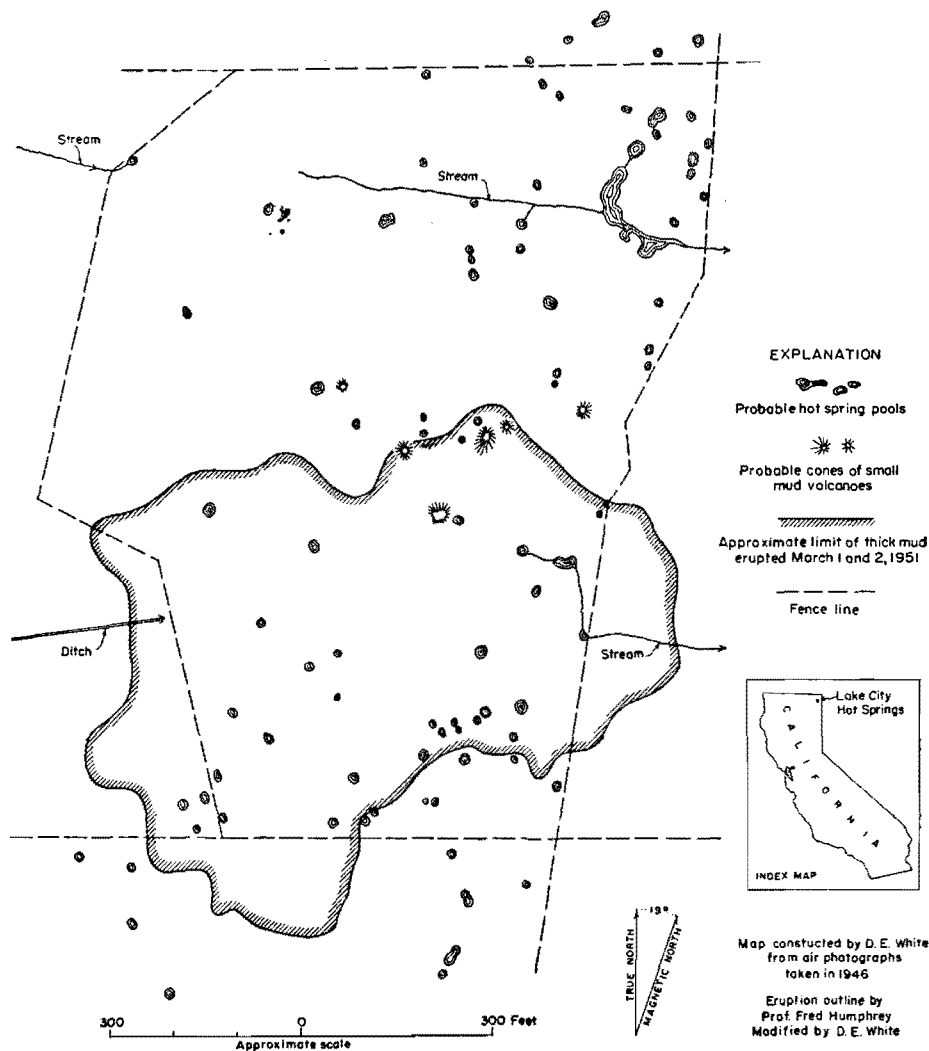 Stream
Stream
EXPLANATION
Probable hot spring pools
Probable cones of small
mud volcanoes
Approximate limit of thick mud
erupted March 1 and 2, 1951
Fence line
Ditch
Stream
Lake City
Hot Springs
CALIFORNIA
INDEX MAP
19°
TRUE NORTH
MAGNETIC NORTH
Map constucted by D. E. White
from air photographs
taken in 1946
Eruption outline by
Prof. Fred Humphrey
Modified by D. E. White
300 0 300 Feet
Approximate scale